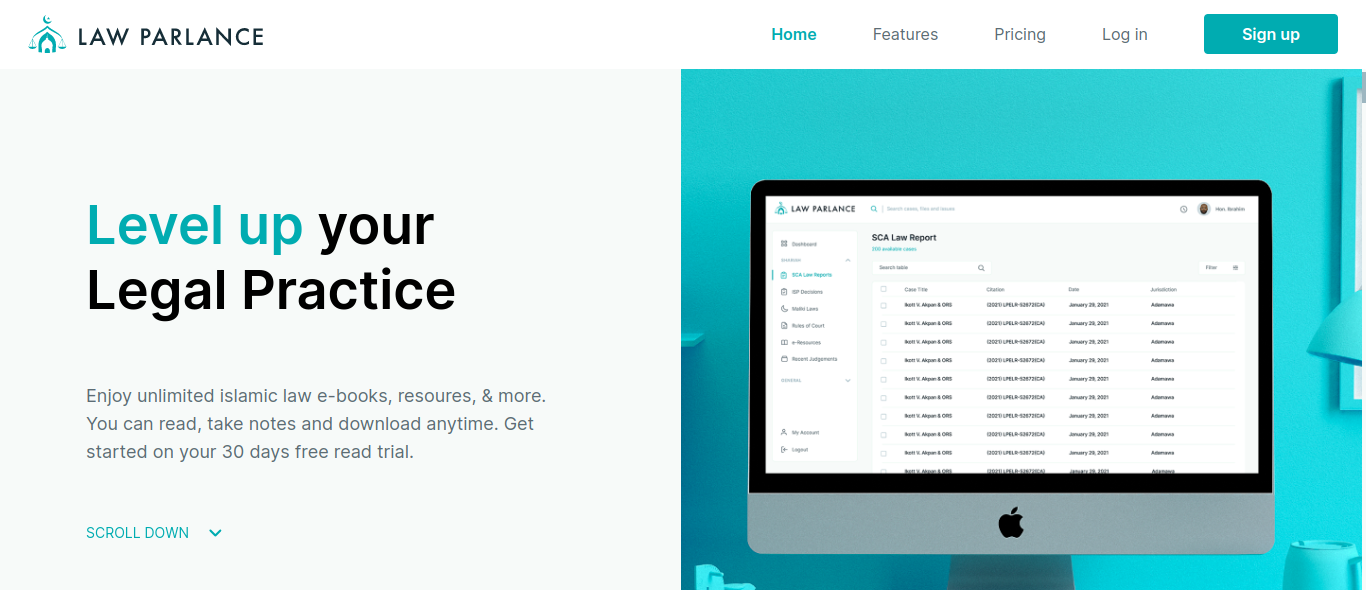 LAW PARLANCE
Home
Features
Pricing
Log in
Sign up
Level up your
Legal Practice
Enjoy unlimited islamic law e-books, resoures, & more.
You can read, take notes and download anytime. Get
started on your 30 days free read trial.
SCROLL DOWN
LAW PARLANCE
Search cases, files and issues
Hon. Ibrahim
Dashboard
SHARIAH
SCA Law Reports
ISP Decisions
Maliki Laws
Rules of Court
e-Resources
Recent Judgements
GENERAL
My Account
Logout
SCA Law Report
200 available cases
Search table
Filter
Case Title Citation Date Jurisdiction
Ikott V. Akpan & ORS (2021) LPELR-52672(CA) January 29, 2021 Adamawa
Ikott V. Akpan & ORS (2021) LPELR-52672(CA) January 29, 2021 Adamawa
Ikott V. Akpan & ORS (2021) LPELR-52672(CA) January 29, 2021 Adamawa
Ikott V. Akpan & ORS (2021) LPELR-52672(CA) January 29, 2021 Adamawa
Ikott V. Akpan & ORS (2021) LPELR-52672(CA) January 29, 2021 Adamawa
Ikott V. Akpan & ORS (2021) LPELR-52672(CA) January 29, 2021 Adamawa
Ikott V. Akpan & ORS (2021) LPELR-52672(CA) January 29, 2021 Adamawa
Ikott V. Akpan & ORS (2021) LPELR-52672(CA) January 29, 2021 Adamawa
Ikott V. Akpan & ORS (2021) LPELR-52672(CA) January 29, 2021 Adamawa
Ikott V. Akpan & ORS (2021) LPELR-52672(CA) January 29, 2021 Adamawa